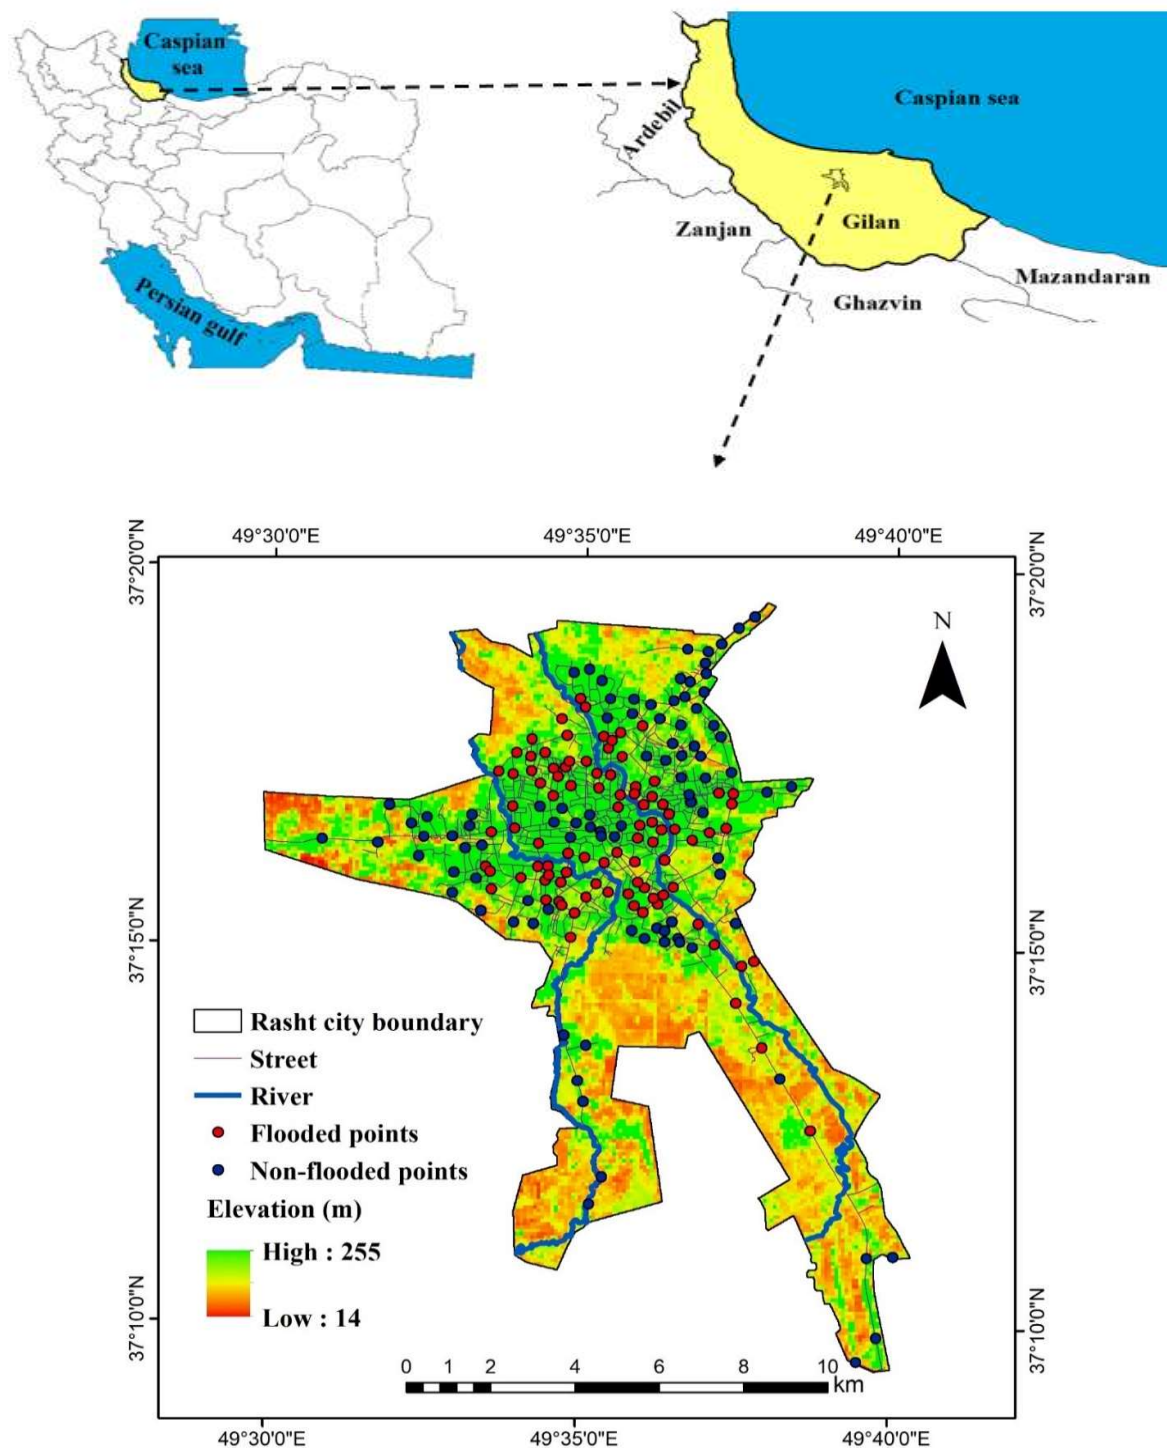 Caspian
sea
Persian gulf
Caspian sea
Ardebil
Zanjan
Gilan
Ghazvin
Mazandaran
49°30'0"E
49°35'0"E
49°40'0"E
37°20'0"N
37°20'0"N
N
37°15'0"N
37°15'0"N
Rasht city boundary
Street
River
Flooded points
Non-flooded points
Elevation (m)
High : 255
Low : 14
37°10'0"N
37°10'0"N
0 1 2 4 6 8 10
km
49°30'0"E
49°35'0"E
49°40'0"E